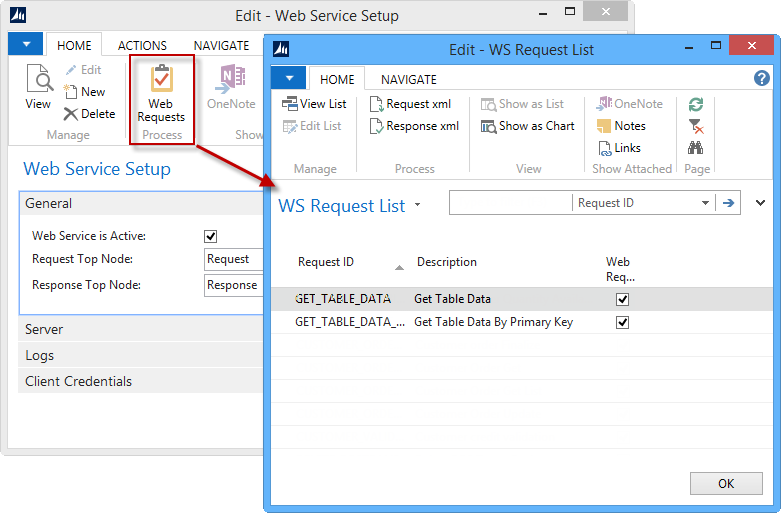 Edit - Web Service Setup
HOME ACTIONS NAVIGATE
View
Edit
New
Delete
Manage
Web
Requests
Process
OneNote
Show
Web Service Setup
General
Web Service is Active:
Request Top Node: Request
Response Top Node: Response
Server
Logs
Client Credentials
Edit - WS Request List
HOME NAVIGATE
?
View List
Edit List
Manage
Request xml
Response xml
Process
Show as List
Show as Chart
View
OneNote
Notes
Links
Show Attached
Page
WS Request List
Request ID
Request ID Description Web
Req...
GET_TABLE_DATA Get Table Data
GET_TABLE_DATA_... Get Table Data By Primary Key
OK